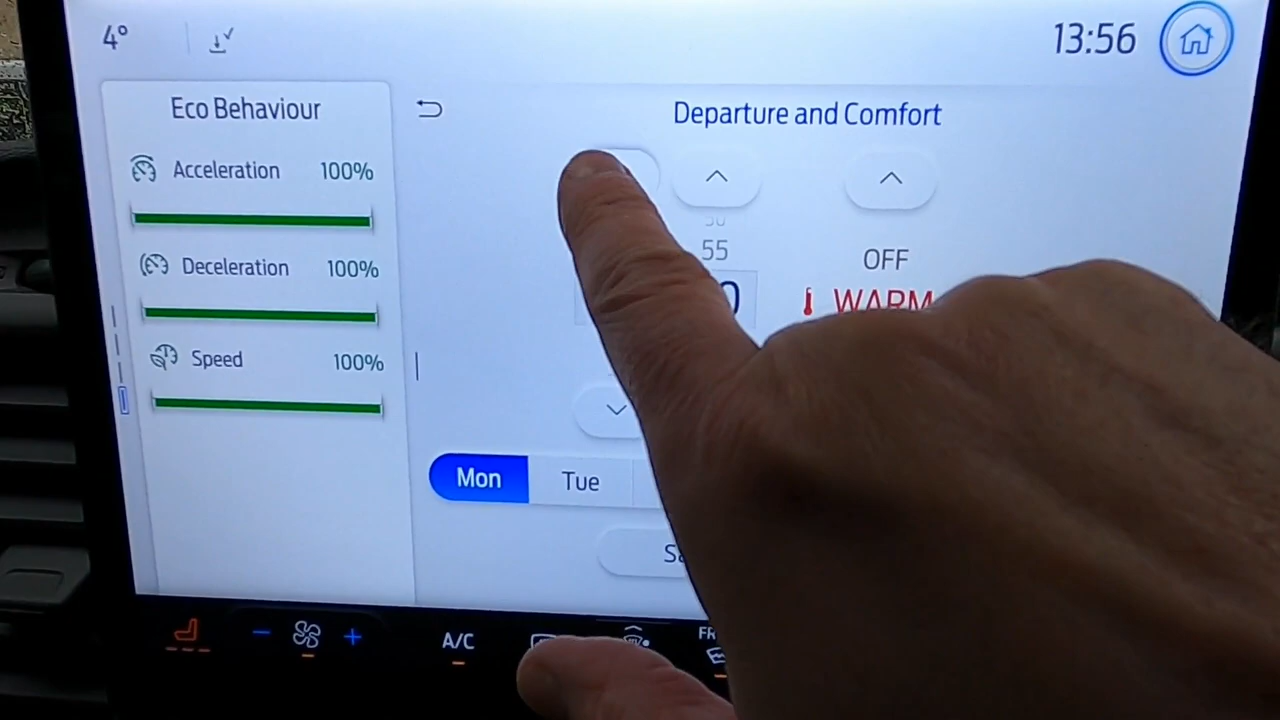 4°
13:56
Eco Behaviour
Departure and Comfort
Acceleration 100%
55
OFF
Deceleration 100%
WARM
Speed 100%
Mon
Tue
A/C